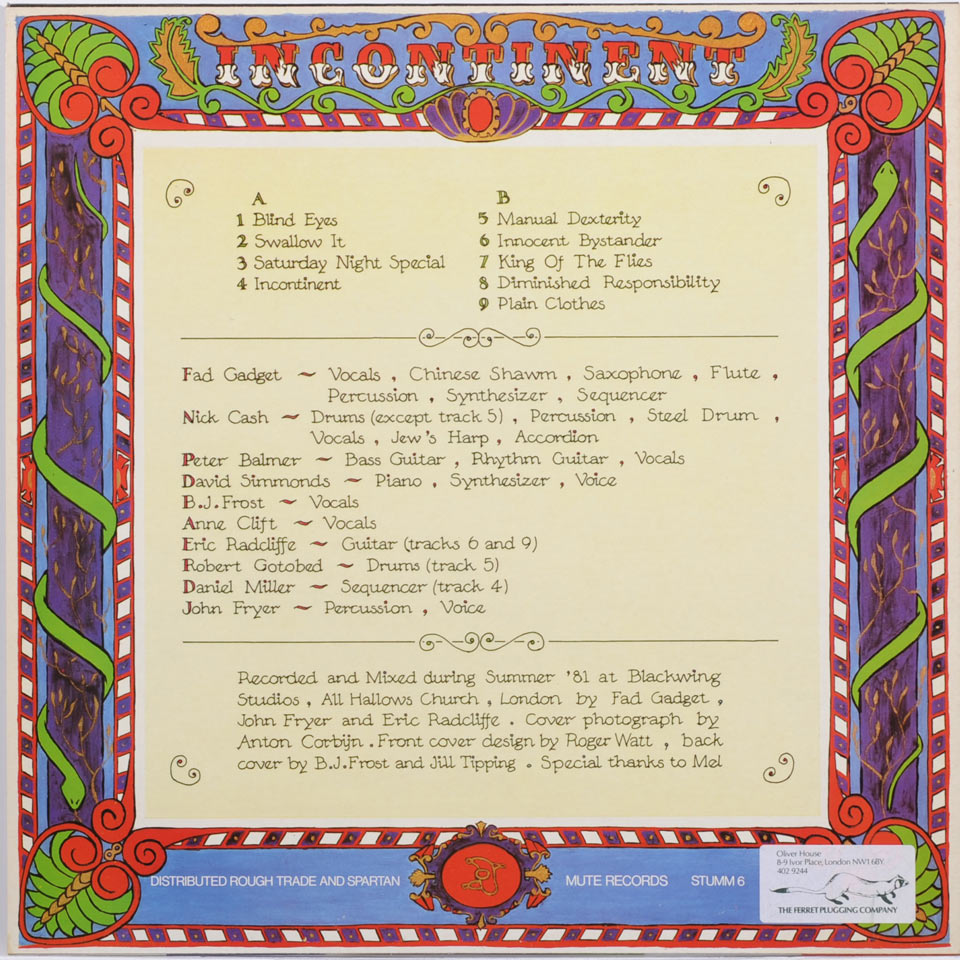 INCONTINENT
A
1 Blind Eyes
2 Swallow It
3 Saturday Night Special
4 Incontinent
B
5 Manual Dexterity
6 Innocent Bystander
7 King Of The Flies
8 Diminished Responsibility
9 Plain Clothes
Fad Gadget ~ Vocals , Chinese Shawm , Saxophone , Flute ,
Percussion , Synthesizer , Sequencer
Nick Cash ~ Drums (except track 5) , Percussion , Steel Drum ,
Vocals , Jew's Harp , Accordion
Peter Balmer ~ Bass Guitar , Rhythm Guitar , Vocals
David Simmonds ~ Piano , Synthesizer , Voice
B.J.Frost ~ Vocals
Anne Clift ~ Vocals
Eric Radcliffe ~ Guitar (tracks 6 and 9)
Robert Gotobed ~ Drums (track 5)
Daniel Miller ~ Sequencer (track 4)
John Fryer ~ Percussion , Voice
Recorded and Mixed during Summer '81 at Blackwing
Studios , All Hallows Church , London by Fad Gadget ,
John Fryer and Eric Radcliffe . Cover photograph by
Anton Corbijn . Front cover design by Roger Watt , back
cover by B.J.Frost and Jill Tipping . Special thanks to Mel
DISTRIBUTED ROUGH TRADE AND SPARTAN
MUTE RECORDS STUMM 6
Oliver House
8-9 Ivor Place, London NW1 6BY.
402 9244
THE FERRET PLUGGING COMPANY